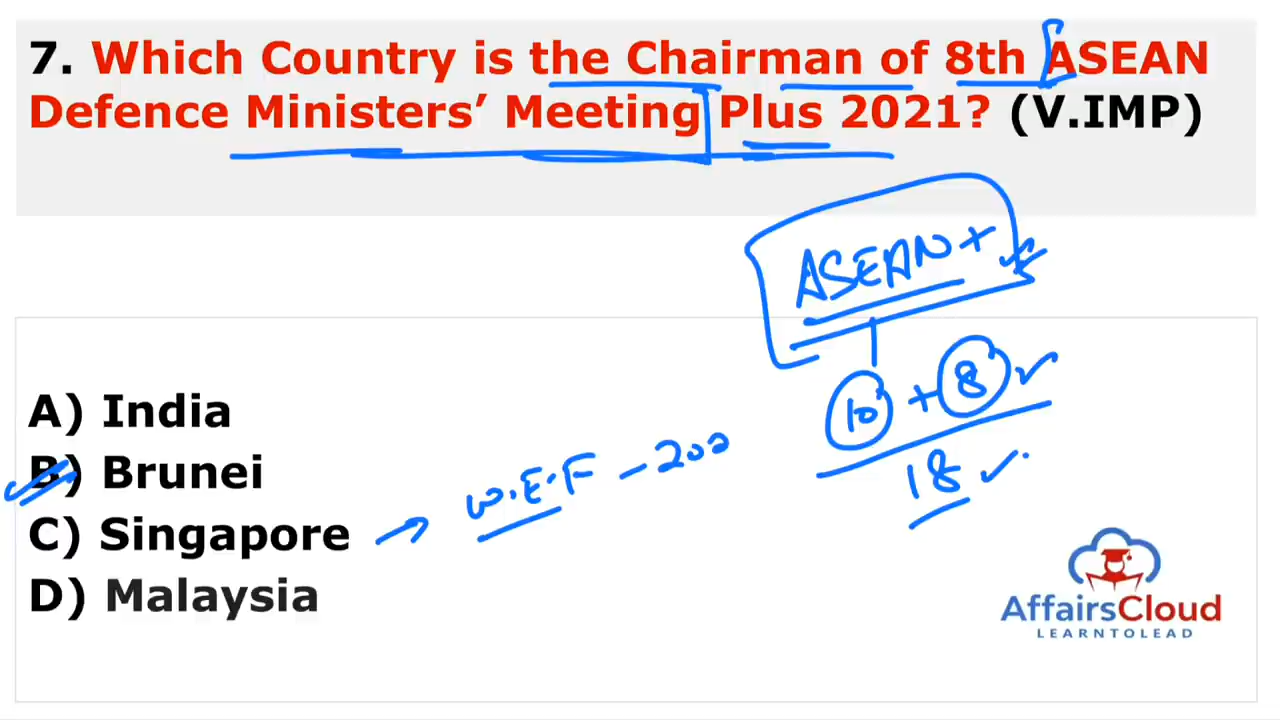 7. Which Country is the Chairman of 8th ASEAN
Defence Ministers’ Meeting Plus 2021? (V.IMP)
ASEAN+
10 + 8
18
A) India
B) Brunei
C) Singapore → W.E.F – 202
D) Malaysia
AffairsCloud
LEARNTOLEAD